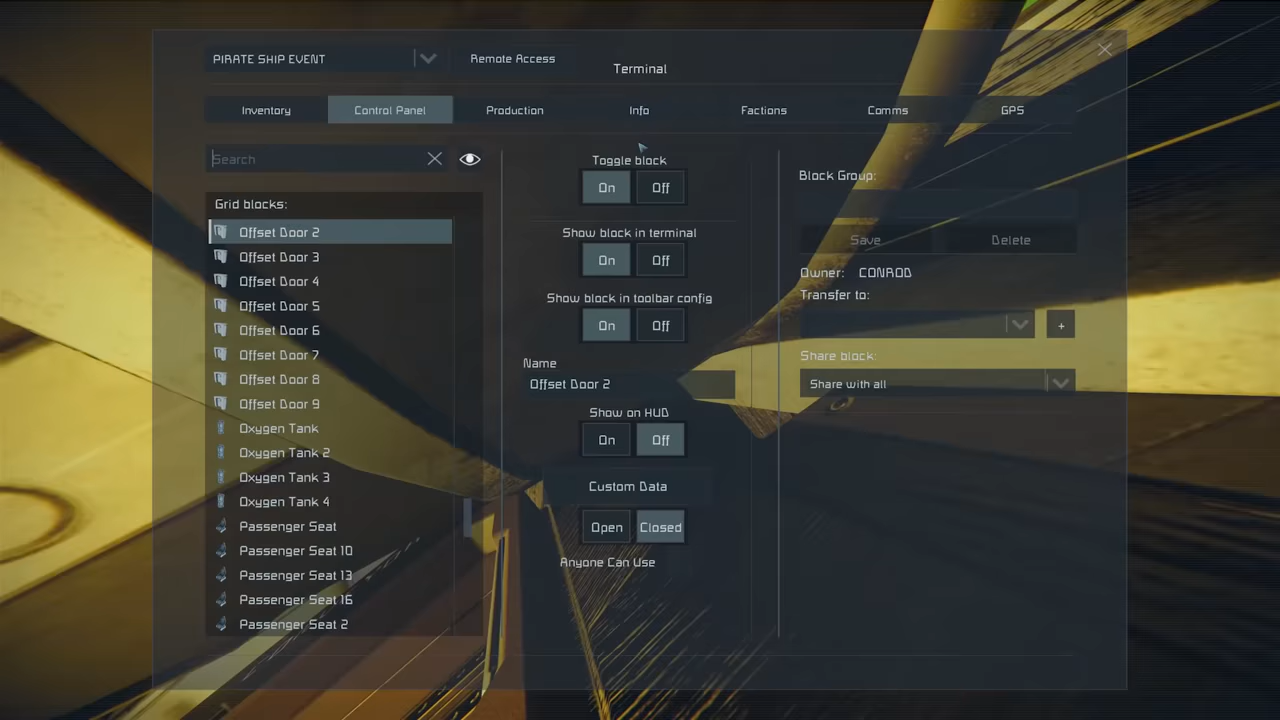 PIRATE SHIP EVENT
Remote Access
Terminal
Inventory
Control Panel
Production
Info
Factions
Comms
GPS
Search
Grid blocks:
Offset Door 2
Offset Door 3
Offset Door 4
Offset Door 5
Offset Door 6
Offset Door 7
Offset Door 8
Offset Door 9
Oxygen Tank
Oxygen Tank 2
Oxygen Tank 3
Oxygen Tank 4
Passenger Seat
Passenger Seat 10
Passenger Seat 13
Passenger Seat 16
Passenger Seat 2
Toggle block
On Off
Show block in terminal
On Off
Show block in toolbar config
On Off
Name
Offset Door 2
Show on HUD
On Off
Custom Data
Open Closed
Anyone Can Use
Block Group:
Save Delete
Owner: CONROD
Transfer to:
+
Share block:
Share with all